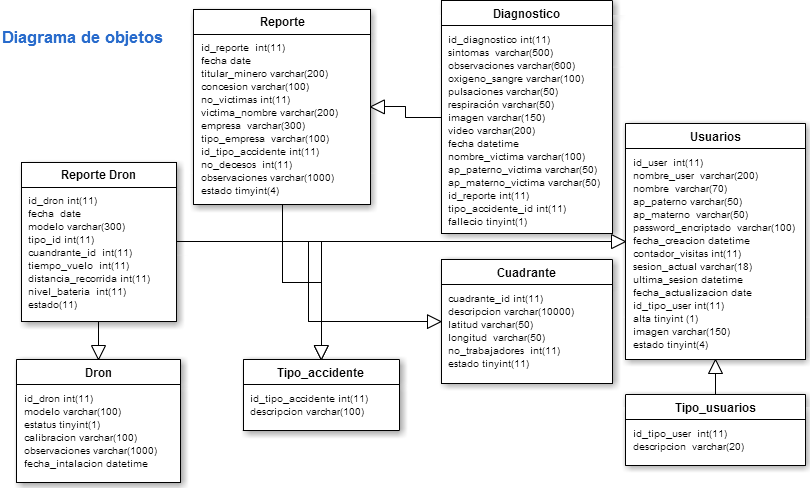 Diagrama de objetos
Reporte
id_reporte int(11)
fecha date
titular_minero varchar(200)
concesion varchar(100)
no_victimas int(11)
victima_nombre varchar(200)
empresa varchar(300)
tipo_empresa varchar(100)
id_tipo_accidente int(11)
no_decesos int(11)
observaciones varchar(1000)
estado tinyint(4)
Diagnostico
id_diagnostico int(11)
sintomas varchar(500)
observaciones varchar(600)
oxigeno_sangre varchar(100)
pulsaciones varchar(50)
respiración varchar(50)
imagen varchar(150)
video varchar(200)
fecha datetime
nombre_victima varchar(100)
ap_paterno_victima varchar(50)
ap_materno_victima varchar(50)
id_reporte int(11)
tipo_accidente_id int(11)
fallecio tinyint(1)
Usuarios
id_user int(11)
nombre_user varchar(200)
nombre varchar(70)
ap_paterno varchar(50)
ap_materno varchar(50)
password_encriptado varchar(100)
fecha_creacion datetime
contador_visitas int(11)
sesion_actual varchar(18)
ultima_sesion datetime
fecha_actualizacion date
id_tipo_user int(11)
alta tinyint (1)
imagen varchar(150)
estado tinyint(4)
Reporte Dron
id_dron int(11)
fecha date
modelo varchar(300)
tipo_id int(11)
cuandrante_id int(11)
tiempo_vuelo int(11)
distancia_recorrida int(11)
nivel_bateria int(11)
estado(11)
Cuadrante
cuadrante_id int(11)
descripcion varchar(10000)
latitud varchar(50)
longitud varchar(50)
no_trabajadores int(11)
estado tinyint(11)
Dron
id_dron int(11)
modelo varchar(100)
estatus tinyint(1)
calibracion varchar(100)
observaciones varchar(1000)
fecha_intalacion datetime
Tipo_accidente
id_tipo_accidente int(11)
descripcion varchar(100)
Tipo_usuarios
id_tipo_user int(11)
descripcion varchar(20)